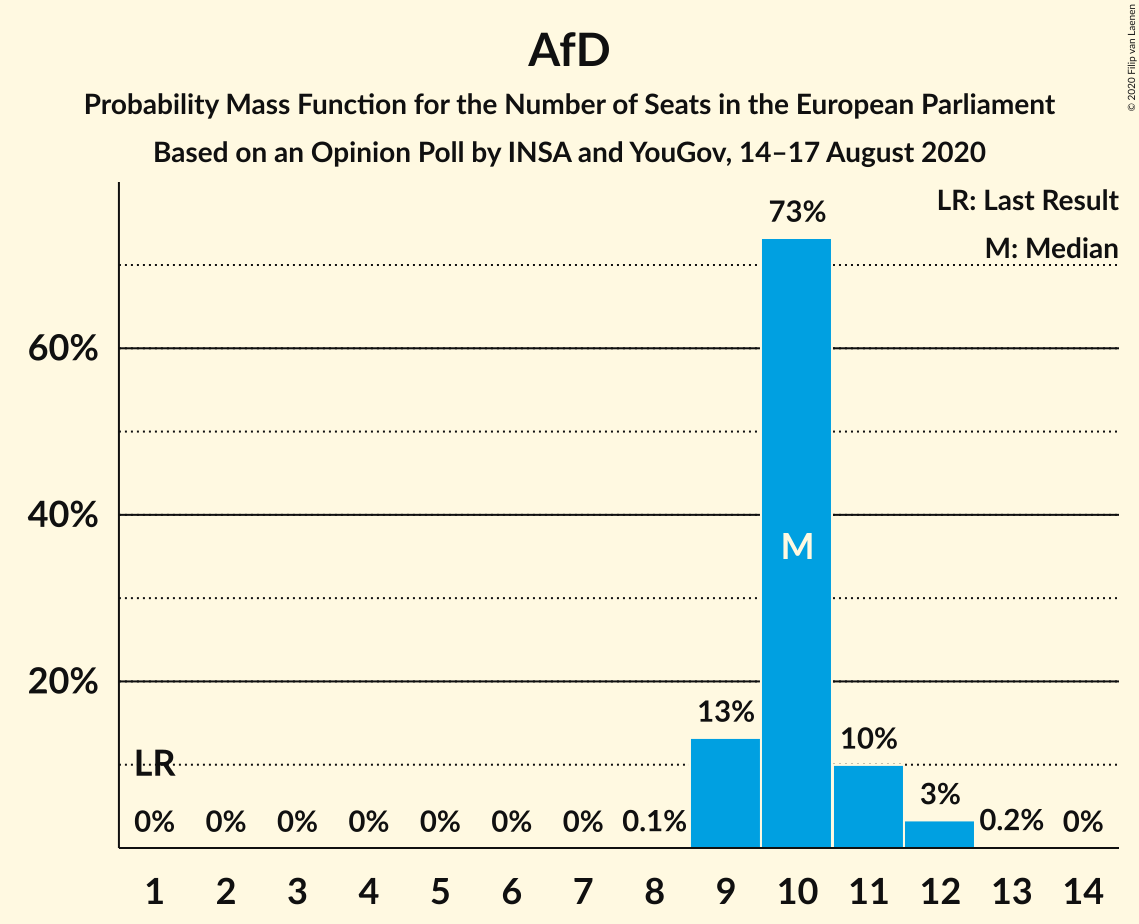 AfD
Probability Mass Function for the Number of Seats in the European Parliament
Based on an Opinion Poll by INSA and YouGov, 14–17 August 2020
© 2020 Filip van Laenen
LR: Last Result
M: Median
73%
60%
40%
M
20%
13%
10%
LR
3%
0% 0% 0% 0% 0% 0% 0% 0.1% 0.2% 0%
1 2 3 4 5 6 7 8 9 10 11 12 13 14